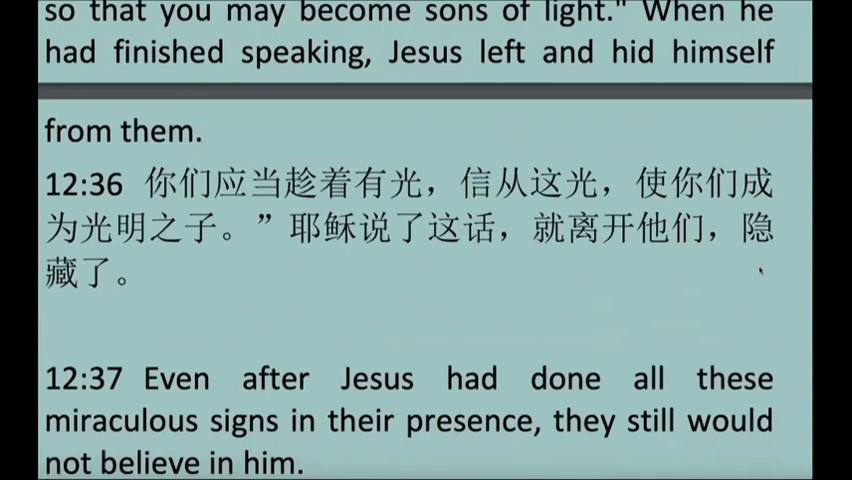 so that you may become sons of light." When he
had finished speaking, Jesus left and hid himself
from them.
12:36 你们应当趁着有光，信从这光，使你们成
为光明之子。”耶稣说了这话，就离开他们，隐
藏了。
12:37 Even after Jesus had done all these
miraculous signs in their presence, they still would
not believe in him.